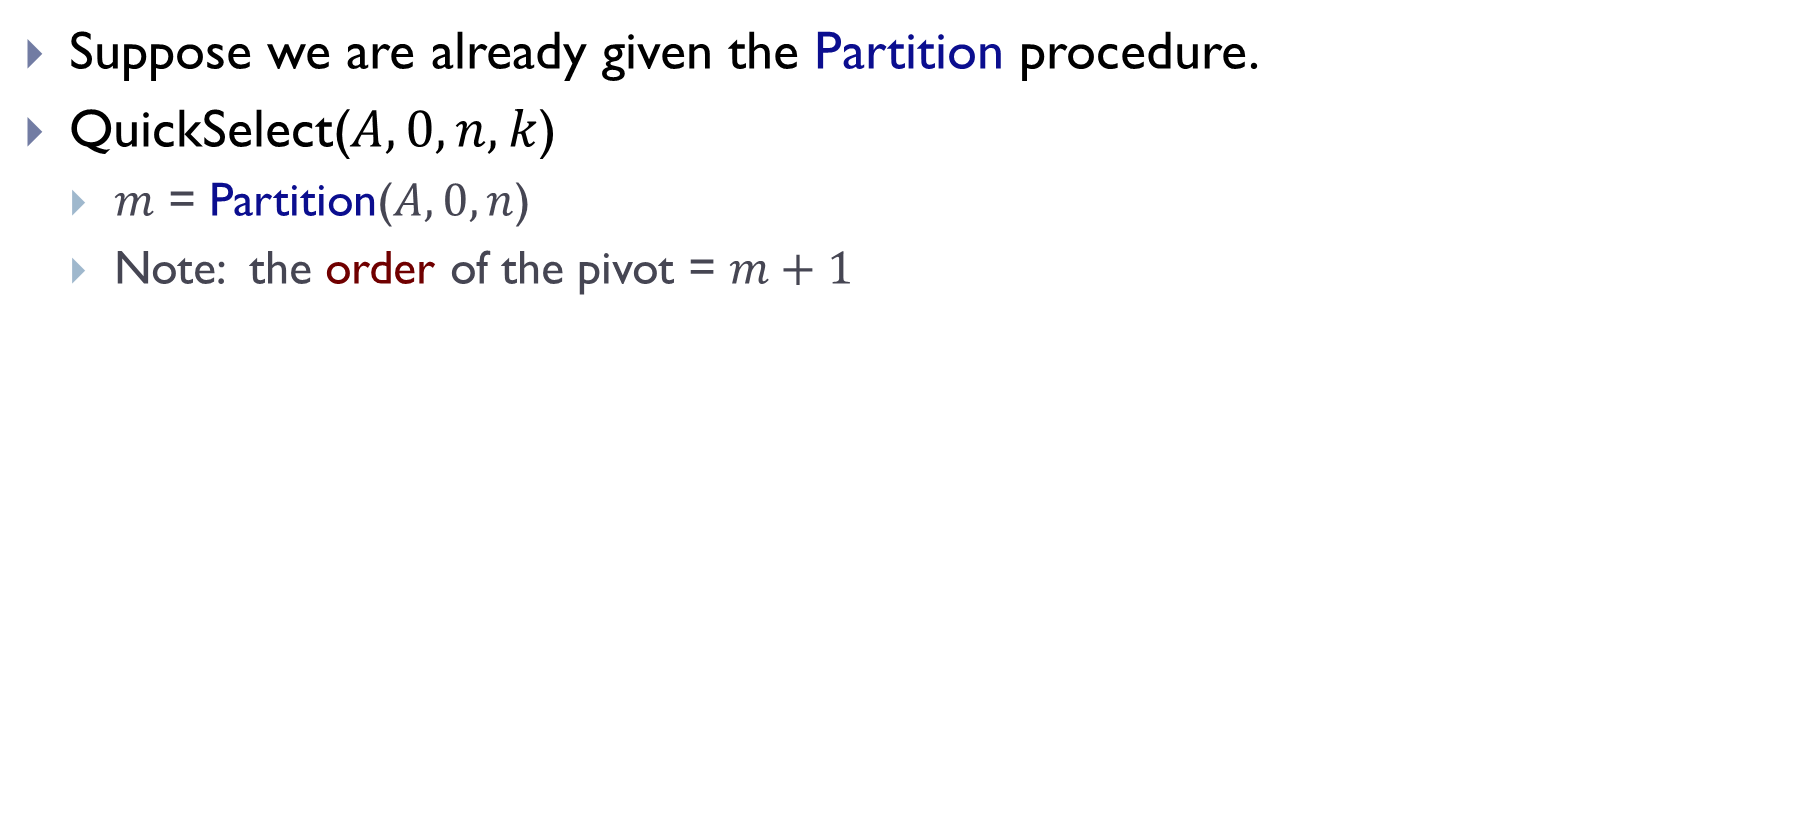 Suppose we are already given the Partition procedure.
QuickSelect(A, 0, n, k)
m = Partition(A, 0, n)
Note: the order of the pivot = m + 1